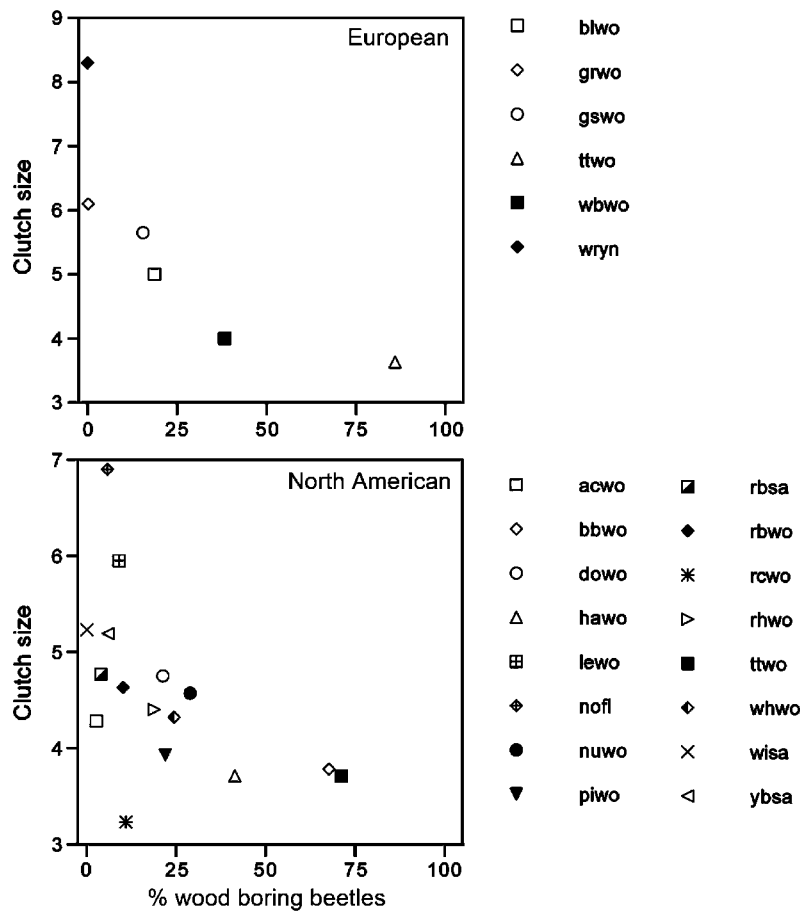 European
9
8
7
6
5
4
3
Clutch size
0 25 50 75 100
blwo
grwo
gswo
ttwo
wbwo
wryn
North American
7
6
5
4
3
Clutch size
0 25 50 75 100
% wood boring beetles
acwo
bbwo
dowo
hawo
lewo
nofl
nuwo
piwo
rbsa
rbwo
rcwo
rhwo
ttwo
whwo
wisa
ybsa